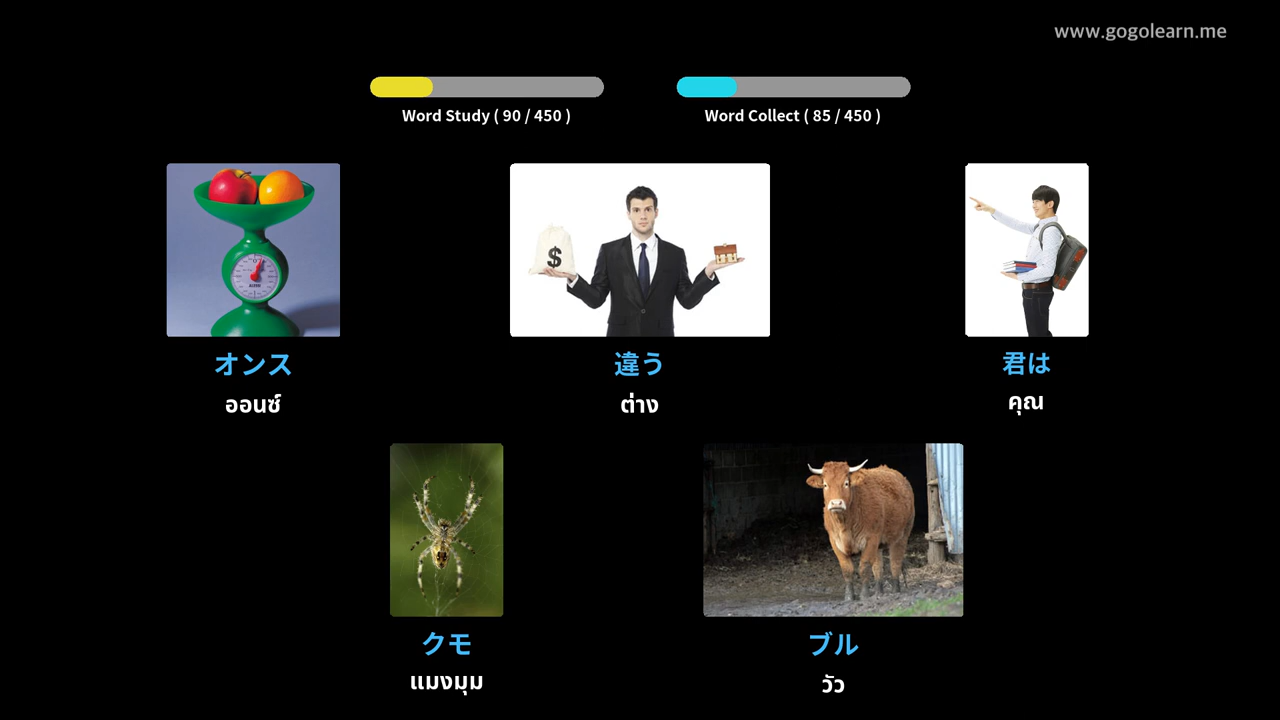 www.gogolearn.me
Word Study ( 90 / 450 )
Word Collect ( 85 / 450 )
$
オンス
ออนซ์
違う
ต่าง
君は
คุณ
クモ
แมงมุม
ブル
วัว